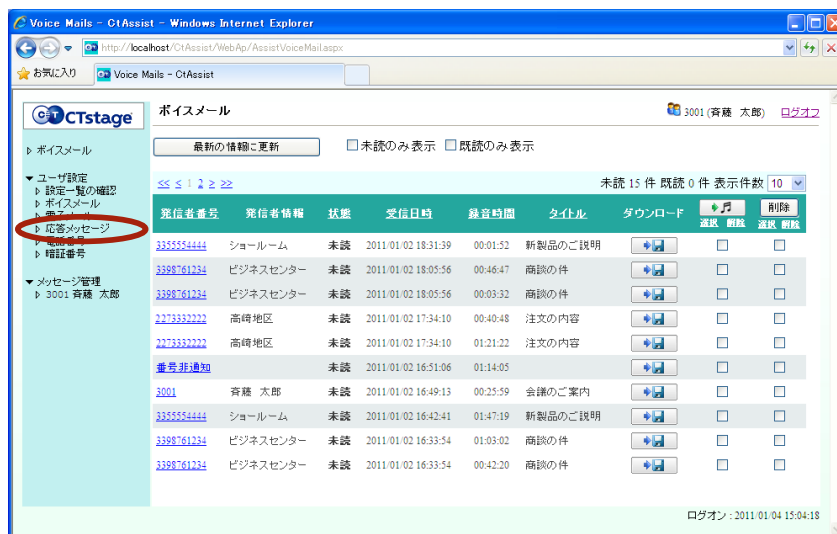 Voice Mails - CtAssist - Windows Internet Explorer
http://localhost/CtAssist/WebAp/AssistVoiceMail.aspx
お気に入り Voice Mails - CtAssist
CTstage ボイスメール 3001 (斉藤 太郎) ログオフ
最新の情報に更新 未読のみ表示 既読のみ表示
ボイスメール
ユーザ設定
設定一覧の確認
ボイスメール
電子メール
応答メッセージ
電話番号
暗証番号
メッセージ管理
3001 斉藤 太郎
<< < 1 2 > >> 未読 15 件 既読 0 件 表示件数 10
発信者番号 発信者情報 状態 受信日時 録音時間 タイトル ダウンロード 選択 解除 削除 選択 解除
3355554444 ショールーム 未読 2011/01/02 18:31:39 00:01:52 新製品のご説明
3398761234 ビジネスセンター 未読 2011/01/02 18:05:56 00:46:47 商談の件
3398761234 ビジネスセンター 未読 2011/01/02 18:05:56 00:03:32 商談の件
2273332222 高崎地区 未読 2011/01/02 17:34:10 00:40:48 注文の内容
2273332222 高崎地区 未読 2011/01/02 17:34:10 01:21:22 注文の内容
番号非通知 未読 2011/01/02 16:51:06 01:14:05
3001 斉藤 太郎 未読 2011/01/02 16:49:13 00:25:59 会議のご案内
3355554444 ショールーム 未読 2011/01/02 16:42:41 01:47:19 新製品のご説明
3398761234 ビジネスセンター 未読 2011/01/02 16:33:54 01:03:02 商談の件
3398761234 ビジネスセンター 未読 2011/01/02 16:33:54 00:42:20 商談の件
ログオン : 2011/01/04 15:04:18